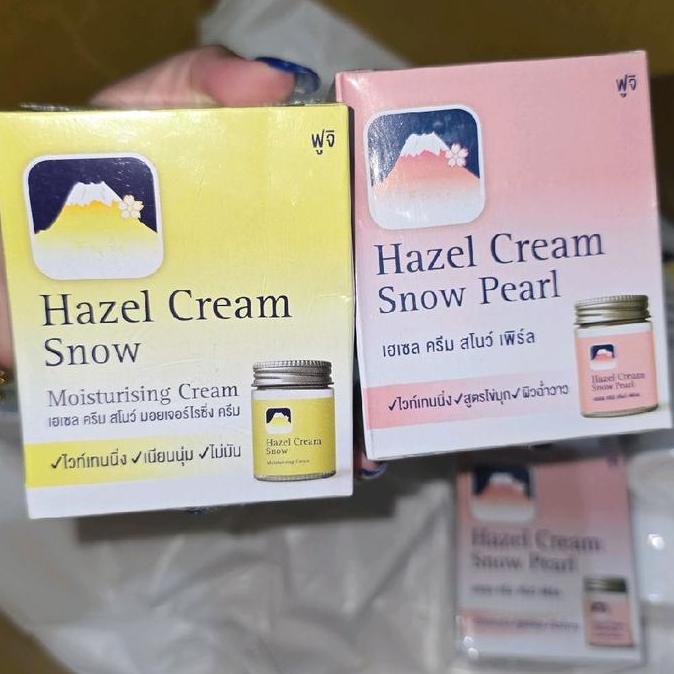 ฟูจิ
Hazel Cream
Snow
Moisturising Cream
เฮเซล ครีม สโนว์ มอยเจอร์ไรซิ่ง ครีม
✓ไวท์เทนนิ่ง ✓เนียนนุ่ม ✓ไม่มัน
Hazel Cream
Snow
Moisturising Cream
ฟูจิ
Hazel Cream
Snow Pearl
เฮเซล ครีม สโนว์ เพิร์ล
✓ไวท์เทนนิ่ง ✓สูตรไข่มุก ✓ผิวฉ่ำวาว
Hazel Cream
Snow Pearl
Hazel Cream
Snow Pearl